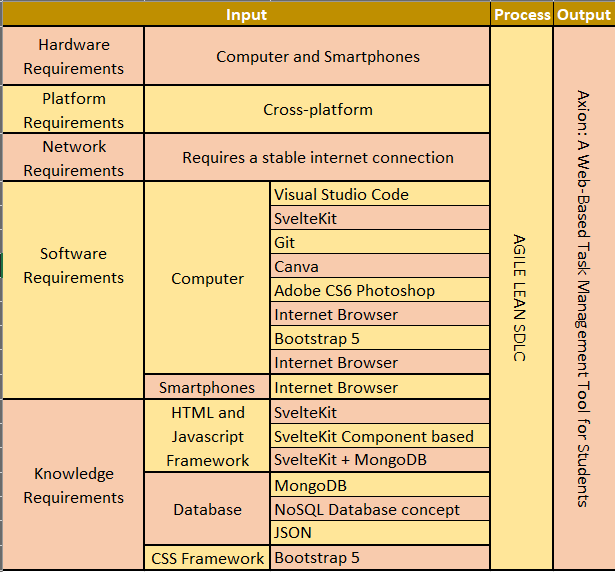 Input
Process
Output
Hardware
Requirements
Computer and Smartphones
Platform
Requirements
Cross-platform
Network
Requirements
Requires a stable internet connection
Software
Requirements
Computer
Visual Studio Code
SvelteKit
Git
Canva
Adobe CS6 Photoshop
Internet Browser
Bootstrap 5
Internet Browser
Smartphones
Internet Browser
Knowledge
Requirements
HTML and
Javascript
Framework
SvelteKit
SvelteKit Component based
SvelteKit + MongoDB
Database
MongoDB
NoSQL Database concept
JSON
CSS Framework
Bootstrap 5
AGILE LEAN SDLC
Axion: A Web-Based Task Management Tool for Students